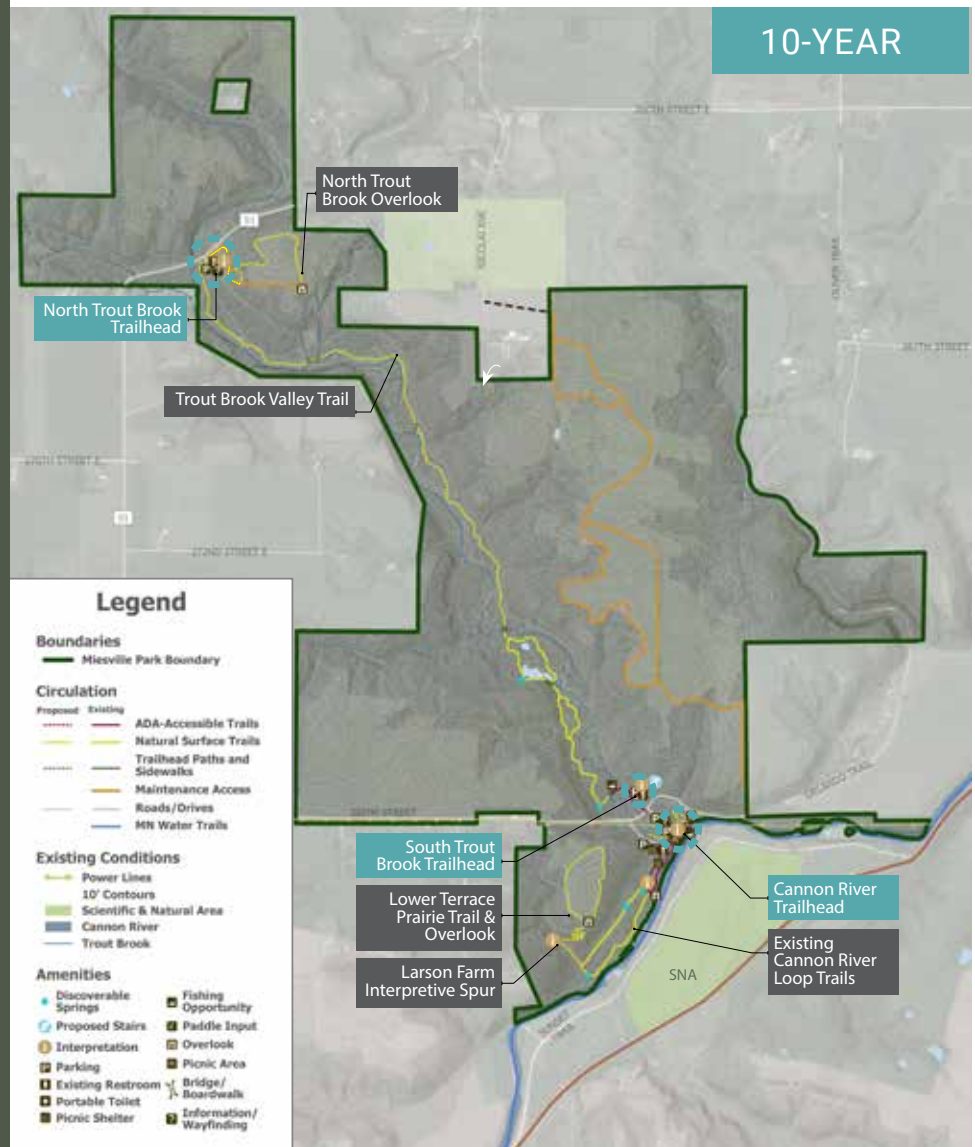 10-YEAR
North Trout
Brook Overlook
North Trout Brook
Trailhead
Trout Brook Valley Trail
OLIVER TRAIL
91
91
Legend
Boundaries
Miesville Park Boundary
Circulation
Proposed Existing
ADA-Accessible Trails
Natural Surface Trails
Trailhead Paths and
Sidewalks
Maintenance Access
Roads/Drives
MN Water Trails
Existing Conditions
Power Lines
10' Contours
Scientific & Natural Area
Cannon River
Trout Brook
Amenities
Discoverable
Springs
Proposed Stairs
Interpretation
Parking
Existing Restroom
Portable Toilet
Picnic Shelter
Fishing
Opportunity
Paddle Input
Overlook
Picnic Area
Bridge/
Boardwalk
Information/
Wayfinding
South Trout
Brook Trailhead
Lower Terrace
Prairie Trail &
Overlook
Larson Farm
Interpretive Spur
Cannon River
Trailhead
Existing
Cannon River
Loop Trails
SNA